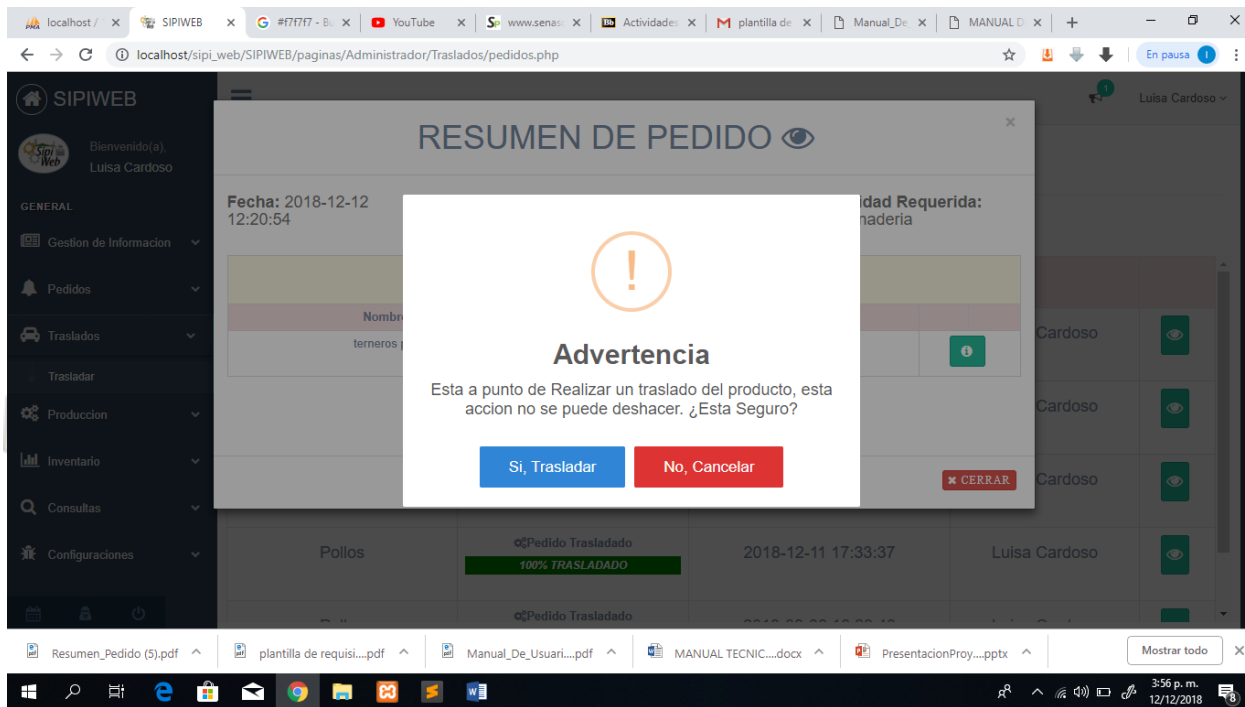 localhost /
SIPIWEB
#f7f7f7 - Bu
YouTube
www.senaso
Actividades
plantilla de
Manual_De
MANUAL D
localhost/sipi_web/SIPIWEB/paginas/Administrador/Traslados/pedidos.php
En pausa
SIPIWEB
1
Luisa Cardoso
Sipi Web
Bienvenido(a),
Luisa Cardoso
RESUMEN DE PEDIDO
GENERAL
Fecha: 2018-12-12
12:20:54
idad Requerida:
naderia
Gestion de Informacion
Pedidos
Nombr
Traslados
terneros
Cardoso
Trasladar
Advertencia
Esta a punto de Realizar un traslado del producto, esta
accion no se puede deshacer. ¿Esta Seguro?
Produccion
Cardoso
Inventario
Si, Trasladar
No, Cancelar
CERRAR
Cardoso
Consultas
Configuraciones
Pollos
Pedido Trasladado
100% TRASLADADO
2018-12-11 17:33:37
Luisa Cardoso
Pedido Trasladado
Resumen_Pedido (5).pdf
plantilla de requisi....pdf
Manual_De_Usuari....pdf
MANUAL TECNIC....docx
PresentacionProy....pptx
Mostrar todo
3:56 p. m.
12/12/2018
8